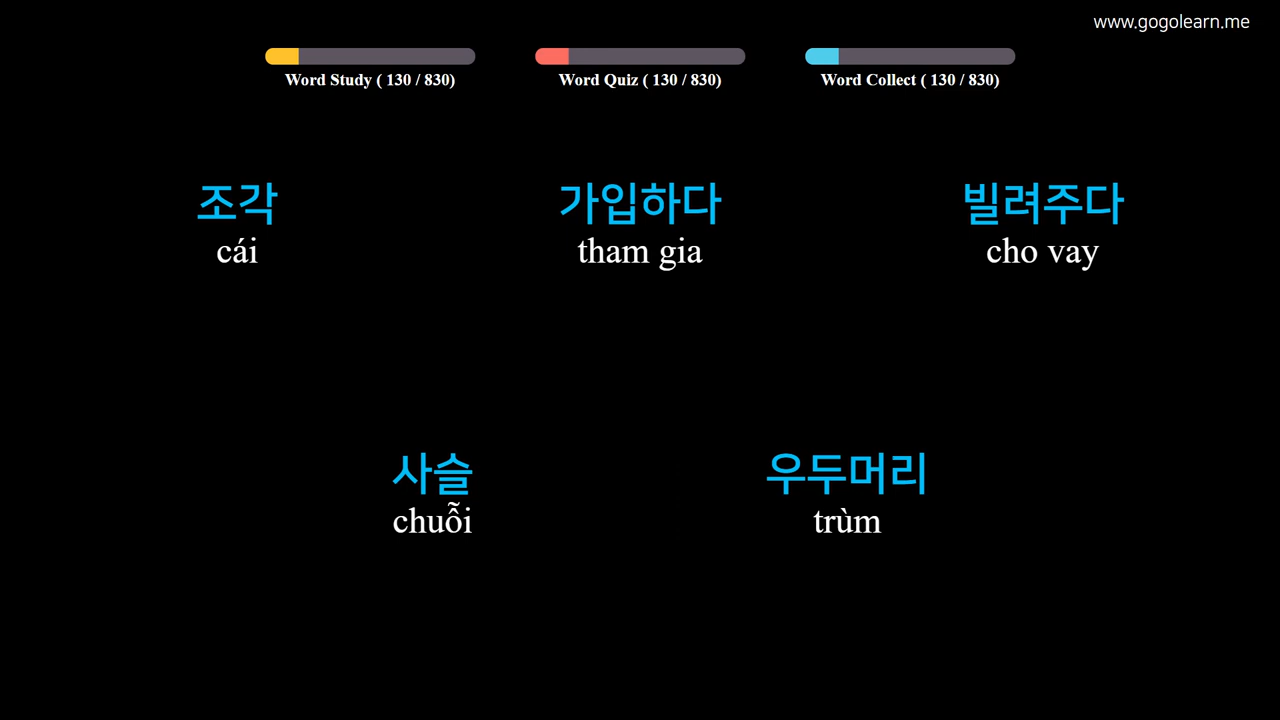 www.gogolearn.me
Word Study ( 130 / 830)
Word Quiz ( 130 / 830)
Word Collect ( 130 / 830)
조각
cái
가입하다
tham gia
빌려주다
cho vay
사슬
chuỗi
우두머리
trùm